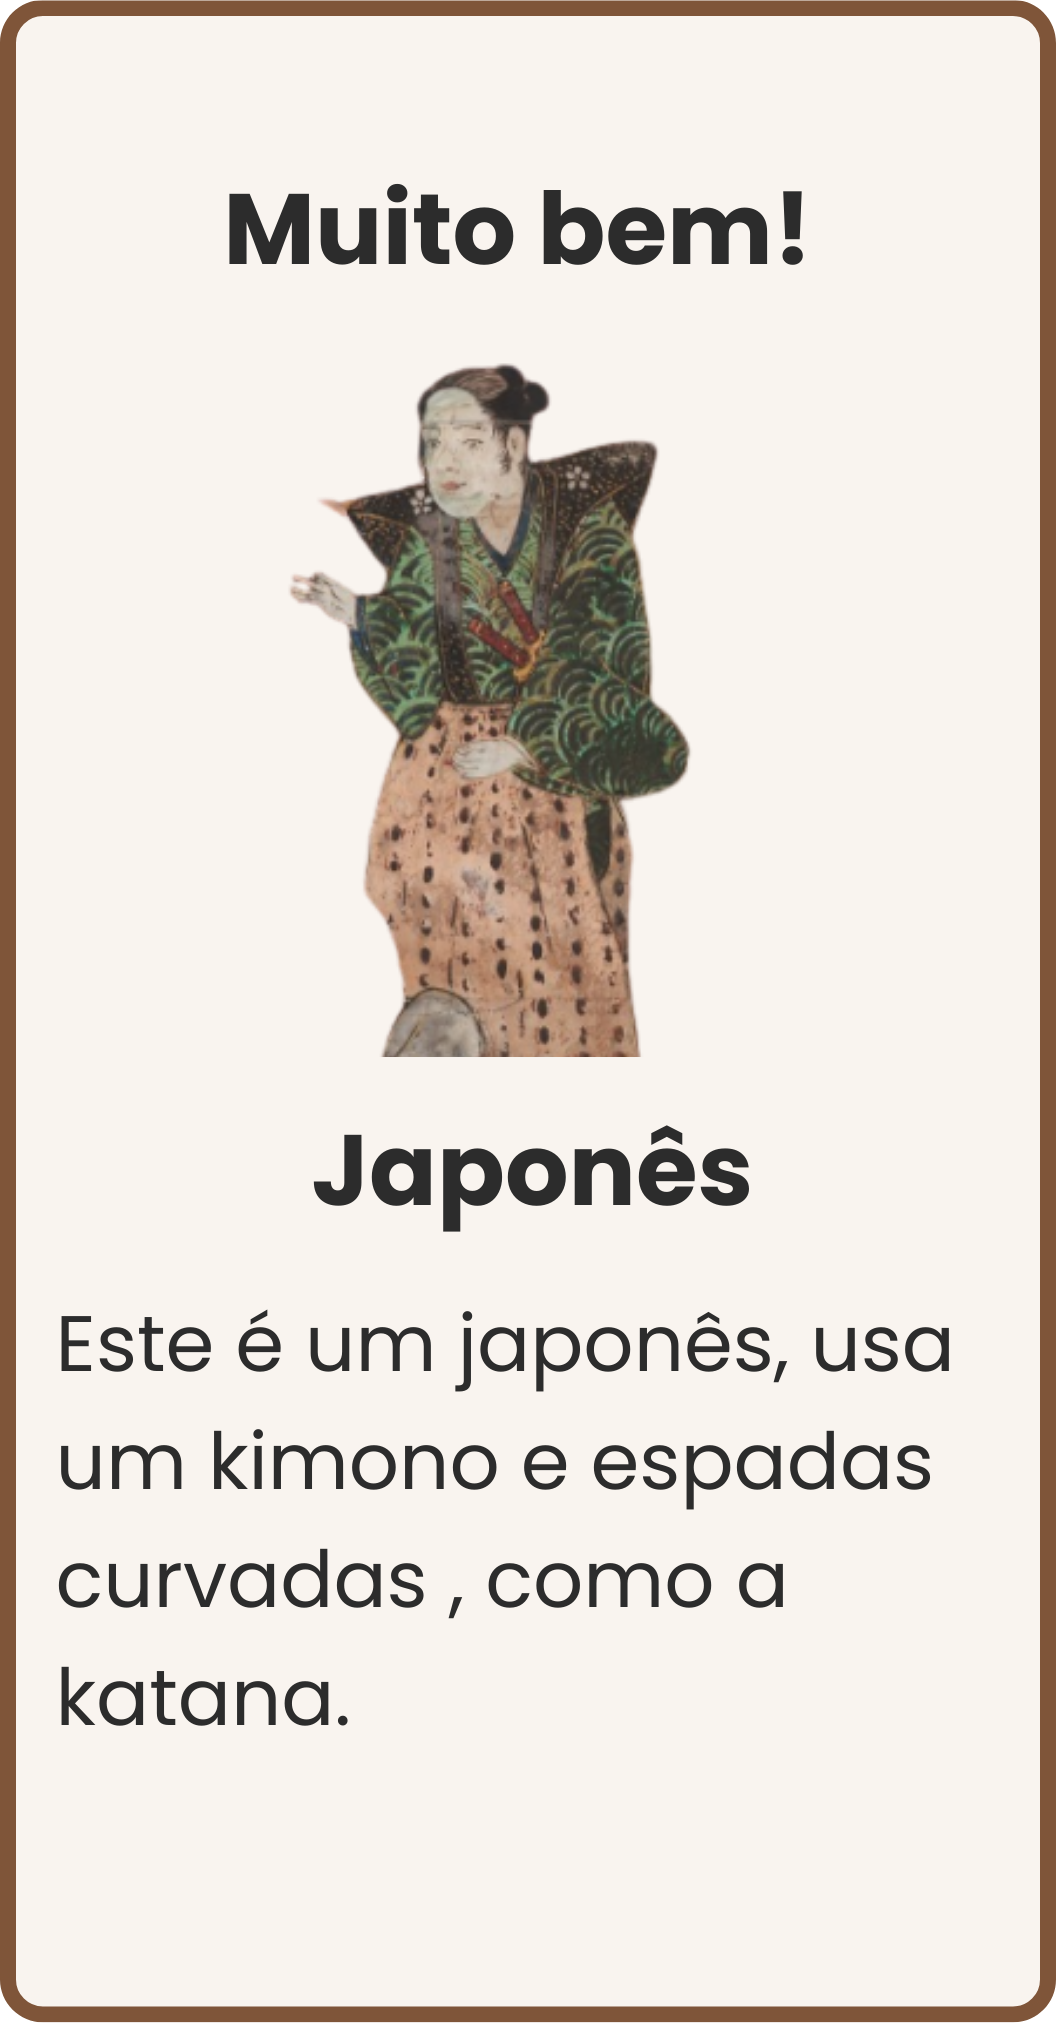 Muito bem!
Japonês
Este é um japonês, usa
um kimono e espadas
curvadas , como a
katana.